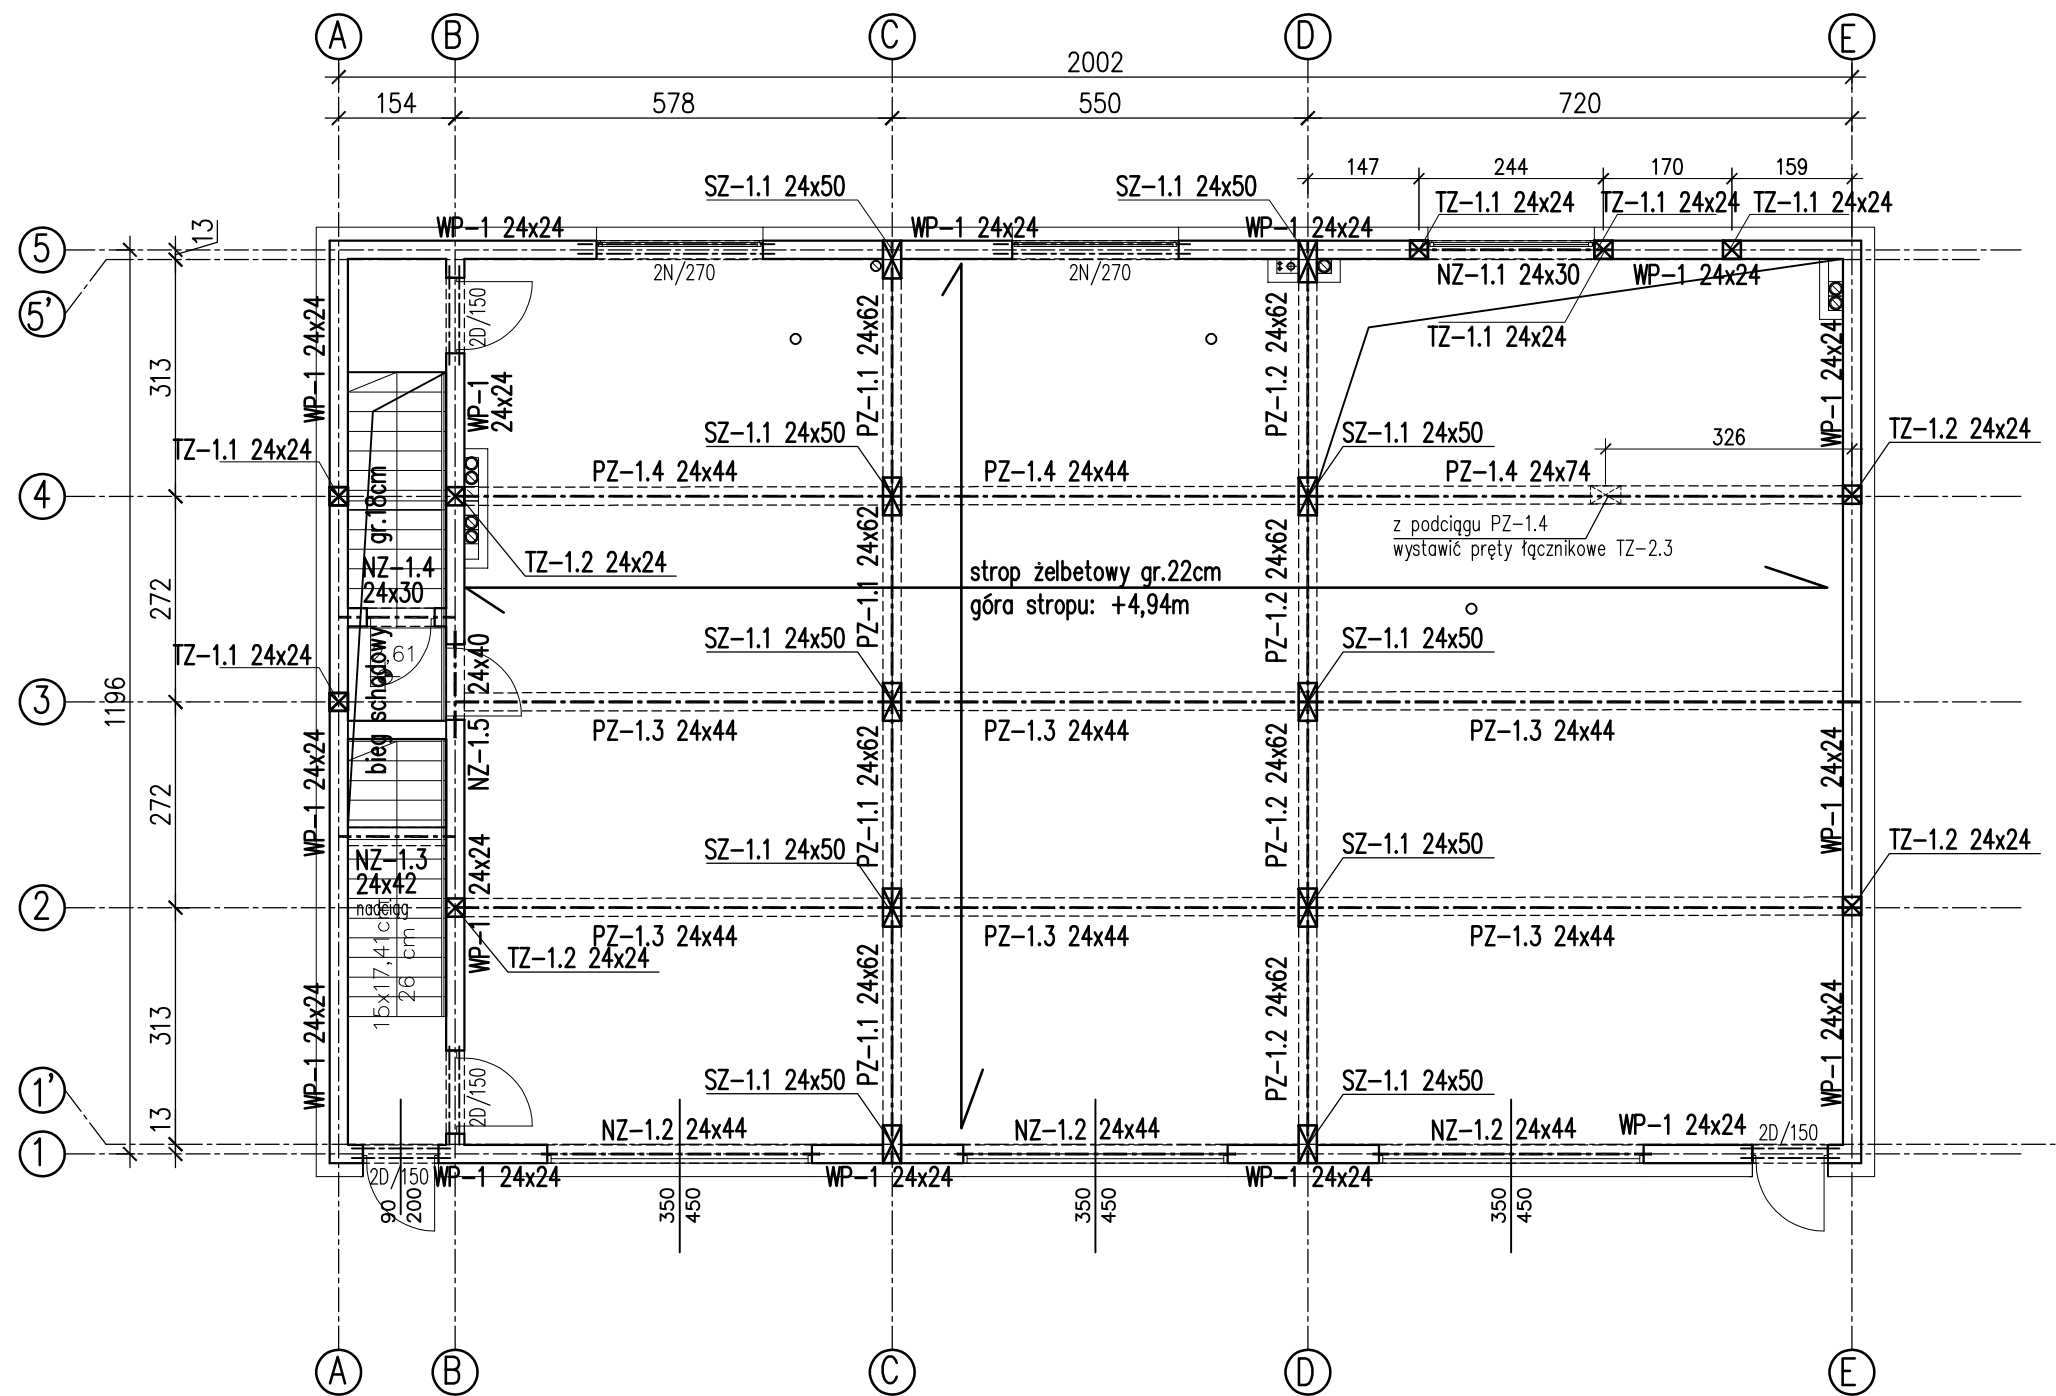 A B C D E
2002
154 578 550 720
147 244 170 159
SZ-1.1 24x50 SZ-1.1 24x50
TZ-1.1 24x24 TZ-1.1 24x24 TZ-1.1 24x24
WP-1 24x24 WP-1 24x24 WP-1 24x24
13
5
5'
2N/270 2N/270
NZ-1.1 24x30 WP-1 24x24
2D/150
WP-1 24x24
PZ-1.1 24x62
PZ-1.2 24x62
WP-1 24x24
TZ-1.1 24x24
313
WP-1
24x24
SZ-1.1 24x50 SZ-1.1 24x50
326
TZ-1.2 24x24
TZ-1.1 24x24
4
PZ-1.4 24x44 PZ-1.4 24x44 PZ-1.4 24x74
z podciągu PZ-1.4
wystawić pręty łącznikowe TZ-2.3
bieg schodowy gr.18cm
NZ-1.4
24x30
TZ-1.2 24x24
PZ-1.1 24x62
PZ-1.2 24x62
strop żelbetowy gr.22cm
góra stropu: +4,94m
272
SZ-1.1 24x50 SZ-1.1 24x50
TZ-1.1 24x24
,61
NZ-1.5 24x40
1196
3
PZ-1.3 24x44 PZ-1.3 24x44 PZ-1.3 24x44
WP-1 24x24
PZ-1.1 24x62
PZ-1.2 24x62
WP-1 24x24
272
SZ-1.1 24x50 SZ-1.1 24x50
TZ-1.2 24x24
NZ-1.3
24x42
nadciąg
WP-1 24x24
2
15x17,41cm
26 cm
PZ-1.3 24x44 PZ-1.3 24x44 PZ-1.3 24x44
TZ-1.2 24x24
WP-1 24x24
PZ-1.1 24x62
PZ-1.2 24x62
WP-1 24x24
313
SZ-1.1 24x50 SZ-1.1 24x50
2D/150
1'
13
NZ-1.2 24x44 NZ-1.2 24x44 NZ-1.2 24x44
WP-1 24x24
2D/150
1
2D/150
WP-1 24x24 WP-1 24x24 WP-1 24x24
90
200
350
450
350
450
350
450
A B C D E